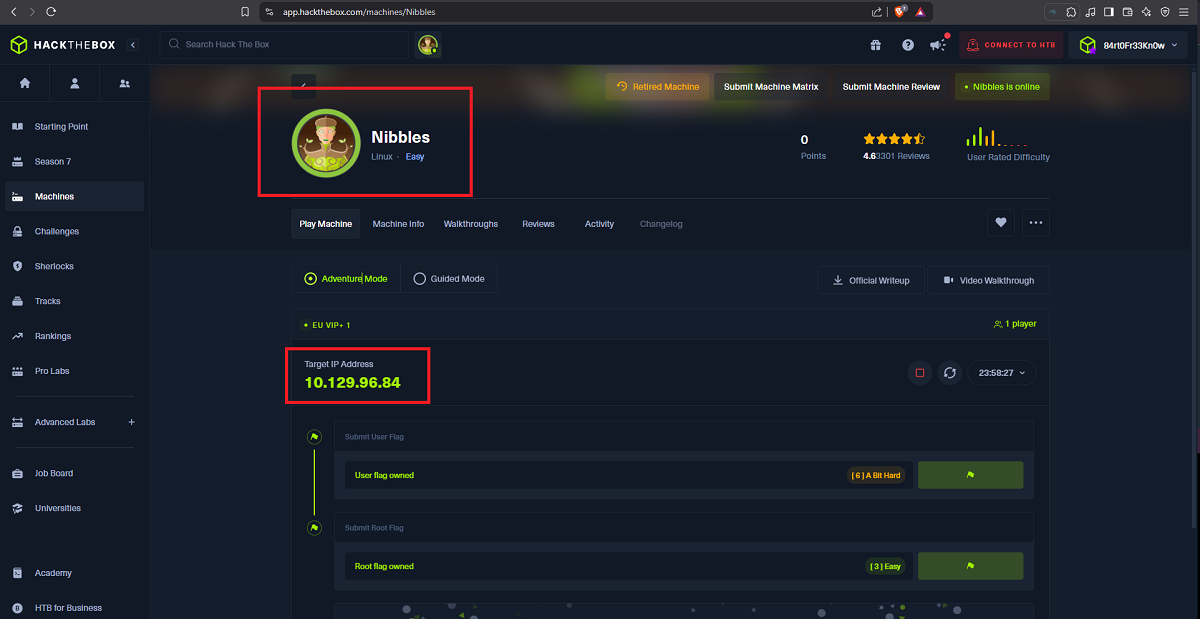 app.hackthebox.com/machines/Nibbles
HACKTHEBOX
Search Hack The Box
CONNECT TO HTB
84rt0Fr33Kn0w
Retired Machine
Submit Machine Matrix
Submit Machine Review
Nibbles is online
Starting Point
Season 7
Machines
Challenges
Sherlocks
Tracks
Rankings
Pro Labs
Advanced Labs
Job Board
Universities
Academy
HTB for Business
Nibbles
Linux · Easy
0
Points
4.6 3301 Reviews
User Rated Difficulty
Play Machine
Machine Info
Walkthroughs
Reviews
Activity
Changelog
Adventure Mode
Guided Mode
Official Writeup
Video Walkthrough
EU VIP+ 1
1 player
Target IP Address
10.129.96.84
23:58:27
Submit User Flag
User flag owned
[ 6 ] A Bit Hard
Submit Root Flag
Root flag owned
[ 3 ] Easy